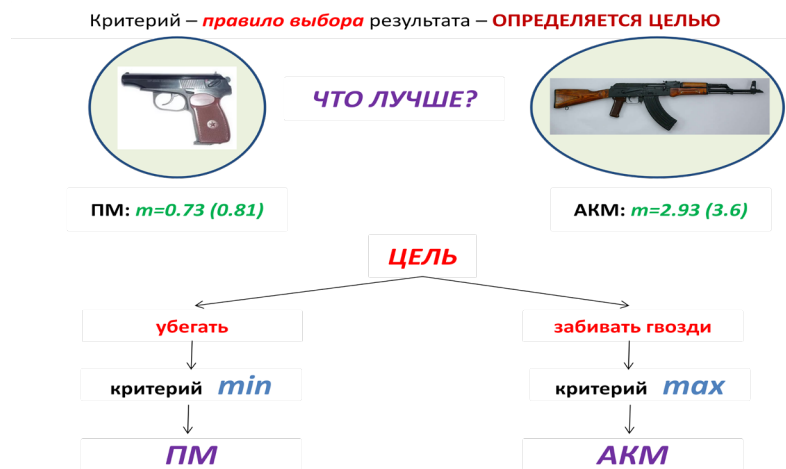 Критерий – правило выбора результата – ОПРЕДЕЛЯЕТСЯ ЦЕЛЬЮ
ЧТО ЛУЧШЕ?
ПМ: m=0.73 (0.81)
АКМ: m=2.93 (3.6)
ЦЕЛЬ
убегать
забивать гвозди
критерий min
критерий max
ПМ
АКМ